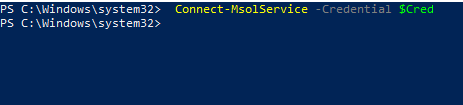 PS C:\Windows\system32>  Connect-MsolService -Credential $Cred
PS C:\Windows\system32>